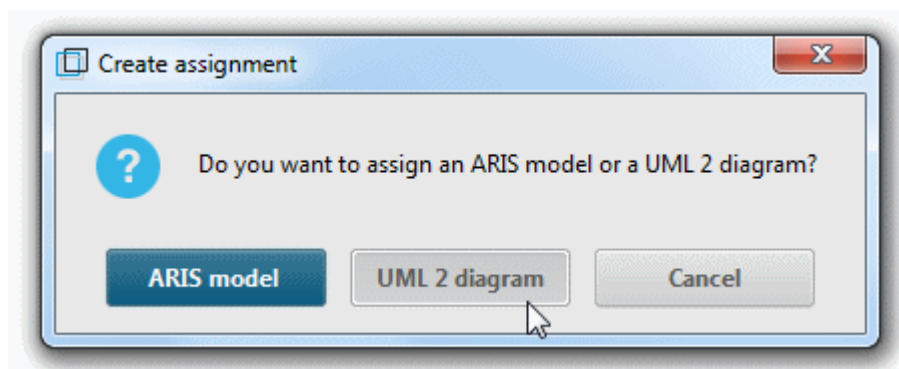 Create assignment
Do you want to assign an ARIS model or a UML 2 diagram?
ARIS model
UML 2 diagram
Cancel